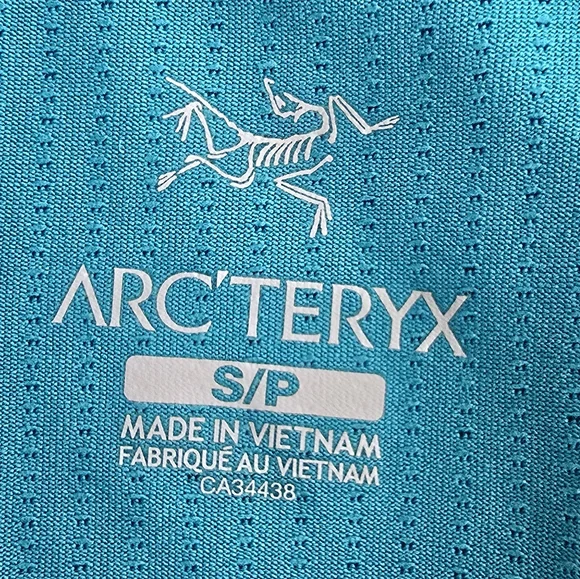 ARC'TERYX
S/P
MADE IN VIETNAM
FABRIQUÉ AU VIETNAM
CA34438